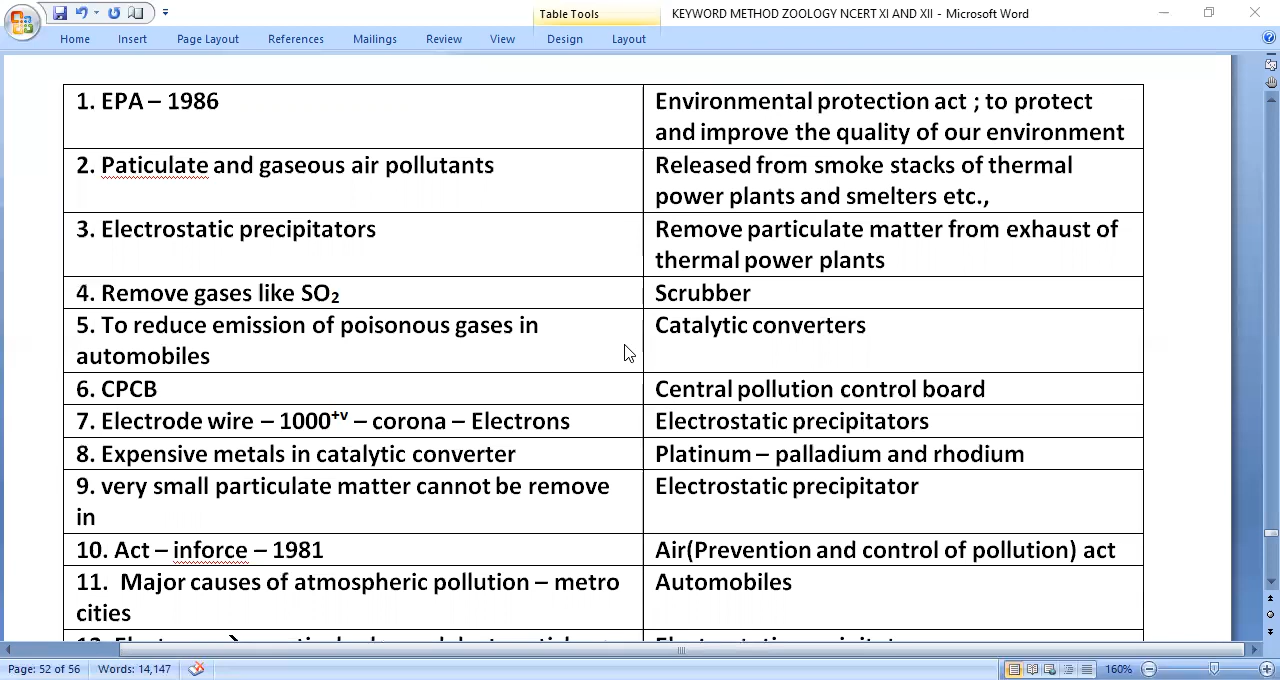 Table Tools
KEYWORD METHOD ZOOLOGY NCERT XI AND XII - Microsoft Word
Home Insert Page Layout References Mailings Review View Design Layout
1. EPA – 1986
Environmental protection act ; to protect
and improve the quality of our environment
2. Paticulate and gaseous air pollutants
Released from smoke stacks of thermal
power plants and smelters etc.,
3. Electrostatic precipitators
Remove particulate matter from exhaust of
thermal power plants
4. Remove gases like SO₂
Scrubber
5. To reduce emission of poisonous gases in
automobiles
Catalytic converters
6. CPCB
Central pollution control board
7. Electrode wire – 1000⁺ᵛ – corona – Electrons
Electrostatic precipitators
8. Expensive metals in catalytic converter
Platinum – palladium and rhodium
9. very small particulate matter cannot be remove
in
Electrostatic precipitator
10. Act – inforce – 1981
Air(Prevention and control of pollution) act
11. Major causes of atmospheric pollution – metro
cities
Automobiles
Page: 52 of 56 Words: 14,147 160%